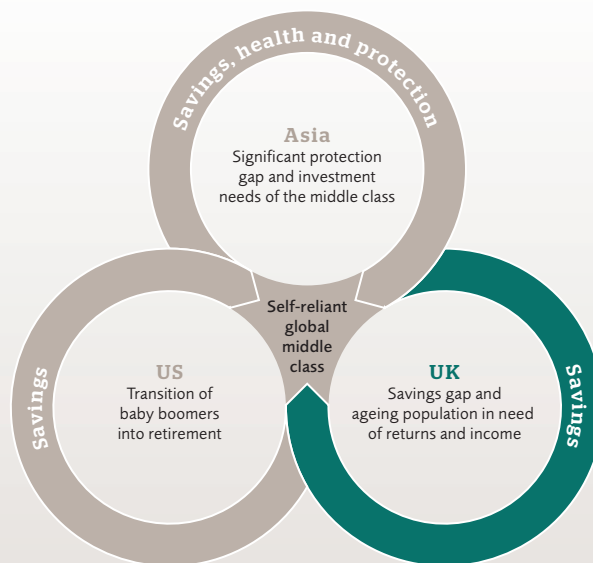 Savings, health and protection
Asia
Significant protection
gap and investment
needs of the middle class
Self-reliant
global
middle
class
Savings
US
Transition of
baby boomers
into retirement
UK
Savings gap and
ageing population in need
of returns and income
Savings